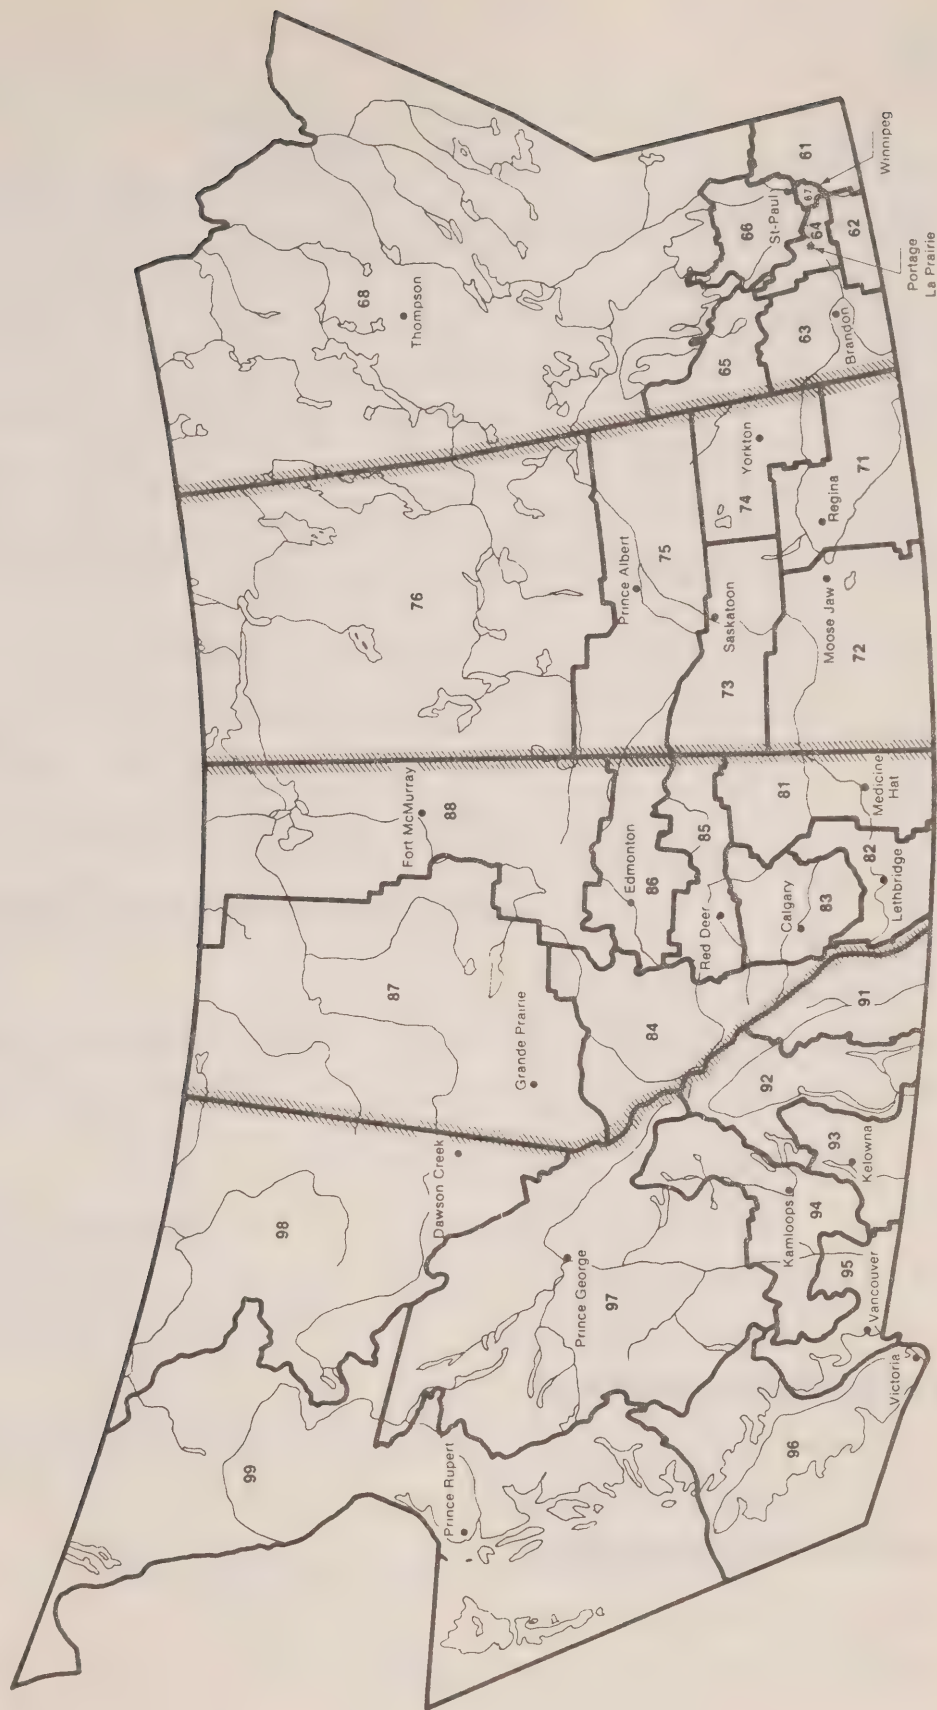 99
98
68
87
Thompson
76
Fort McMurray
Dawson Creek
88
Prince Rupert
Grande Prairie
Prince George
97
Prince Albert
Edmonton
86
84
75
Red Deer
85
65
73
Saskatoon
66
74
Yorkton
92
St-Paul
81
Calgary
Kamloops
96
61
63
67
94
64
83
Moose Jaw
Regina
93
95
Brandon
62
72
91
71
Kelowna
82
Vancouver
Medicine
Hat
Winnipeg
Victoria
Lethbridge
Portage
La Prairie